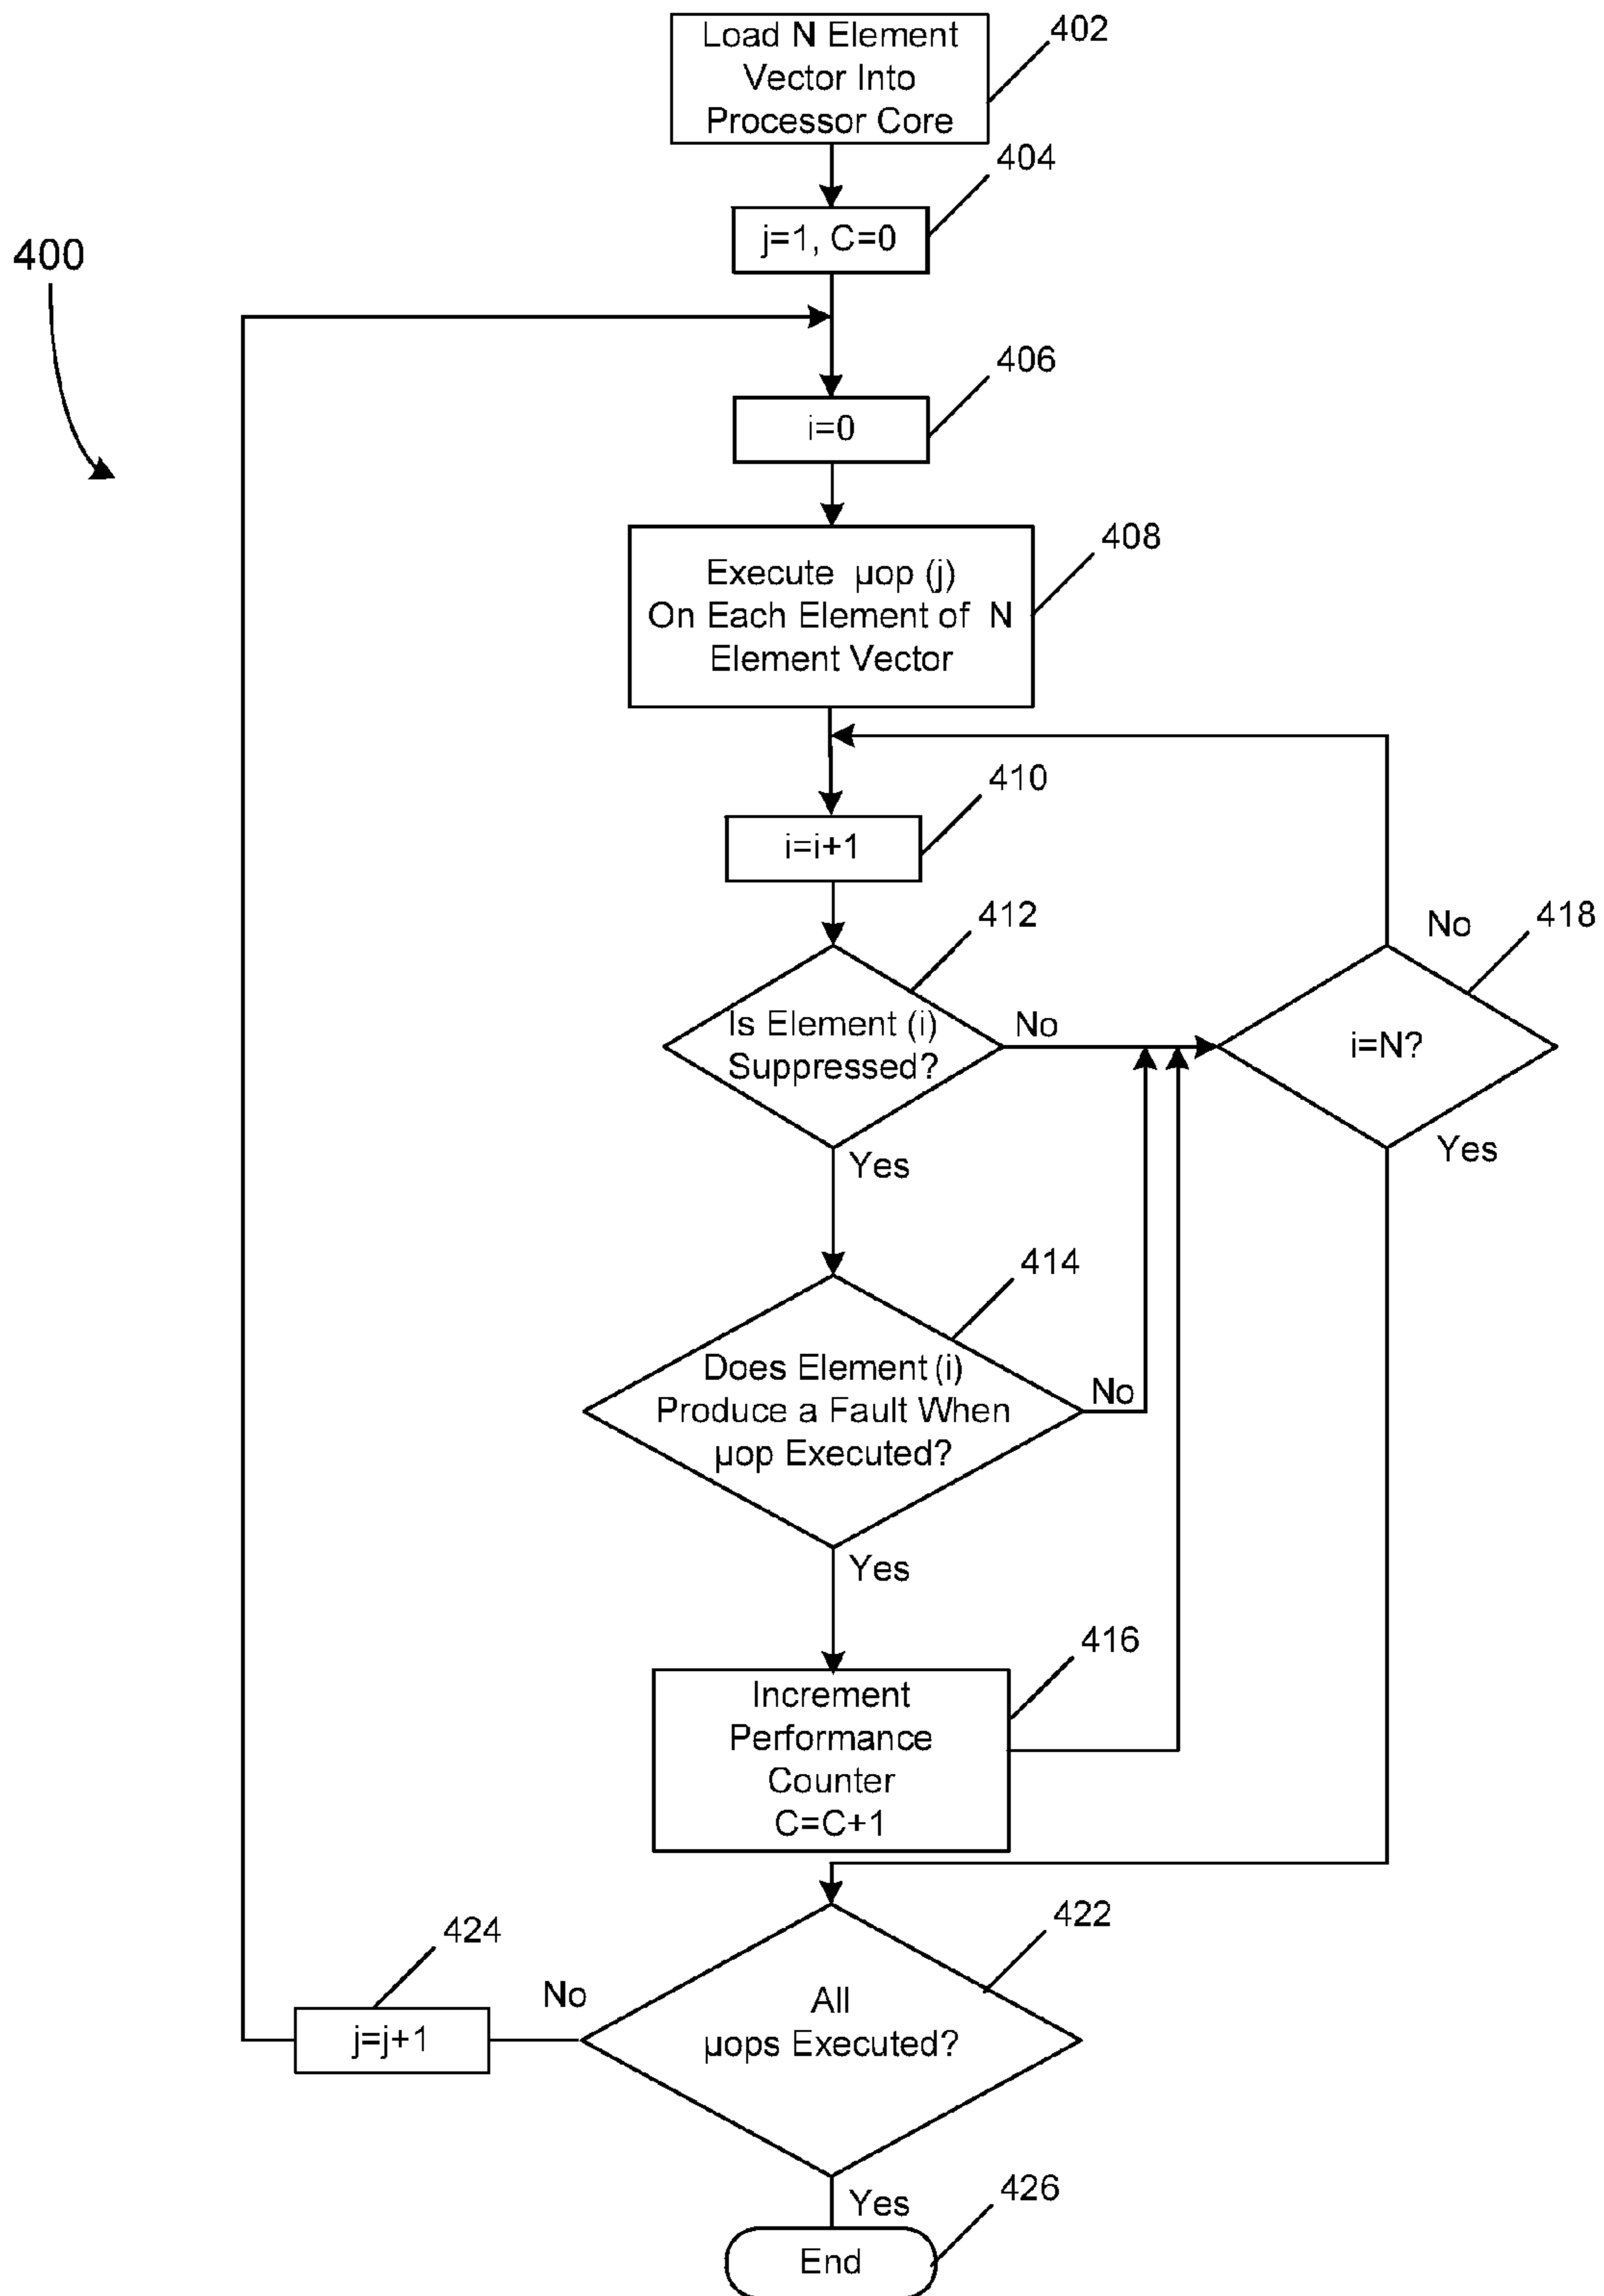 Load N Element
Vector Into
Processor Core
402
404
j=1, C=0
400
406
i=0
408
Execute µop (j)
On Each Element of N
Element Vector
410
i=i+1
412
No
418
Is Element (i)
Suppressed?
No
i=N?
Yes
Yes
414
Does Element (i)
Produce a Fault When
µop Executed?
No
Yes
416
Increment
Performance
Counter
C=C+1
422
424
No
All
µops Executed?
j=j+1
Yes
426
End